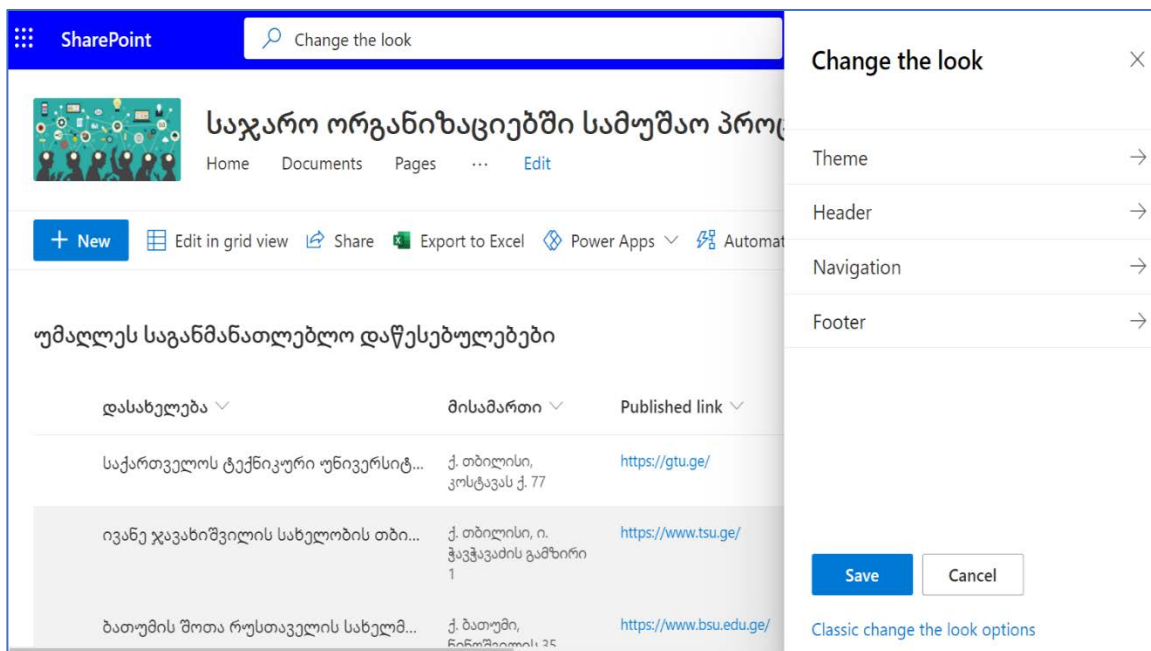 SharePoint
Change the look
საჯარო ორგანიზაციებში სამუშაო
Home Documents Pages ... Edit
+ New Edit in grid view Share Export to Excel Power Apps
უმაღლეს საგანმანათლებლო დაწესებულებები
დასახელება მისამართი Published link
საქართველოს ტექნიკური უნივერსიტ... ქ. თბილისი, https://gtu.ge/
კოსტავას ქ. 77
ივანე ჯავახიშვილის სახელობის თბი... ქ. თბილისი, ი. https://www.tsu.ge/
ჭავჭავაძის გამზირი
1
ბათუმის შოთა რუსთაველის სახელმ... ქ. ბათუმი, https://www.bsu.edu.ge/
Change the look
Theme
Header
Navigation
Footer
Save Cancel
Classic change the look options